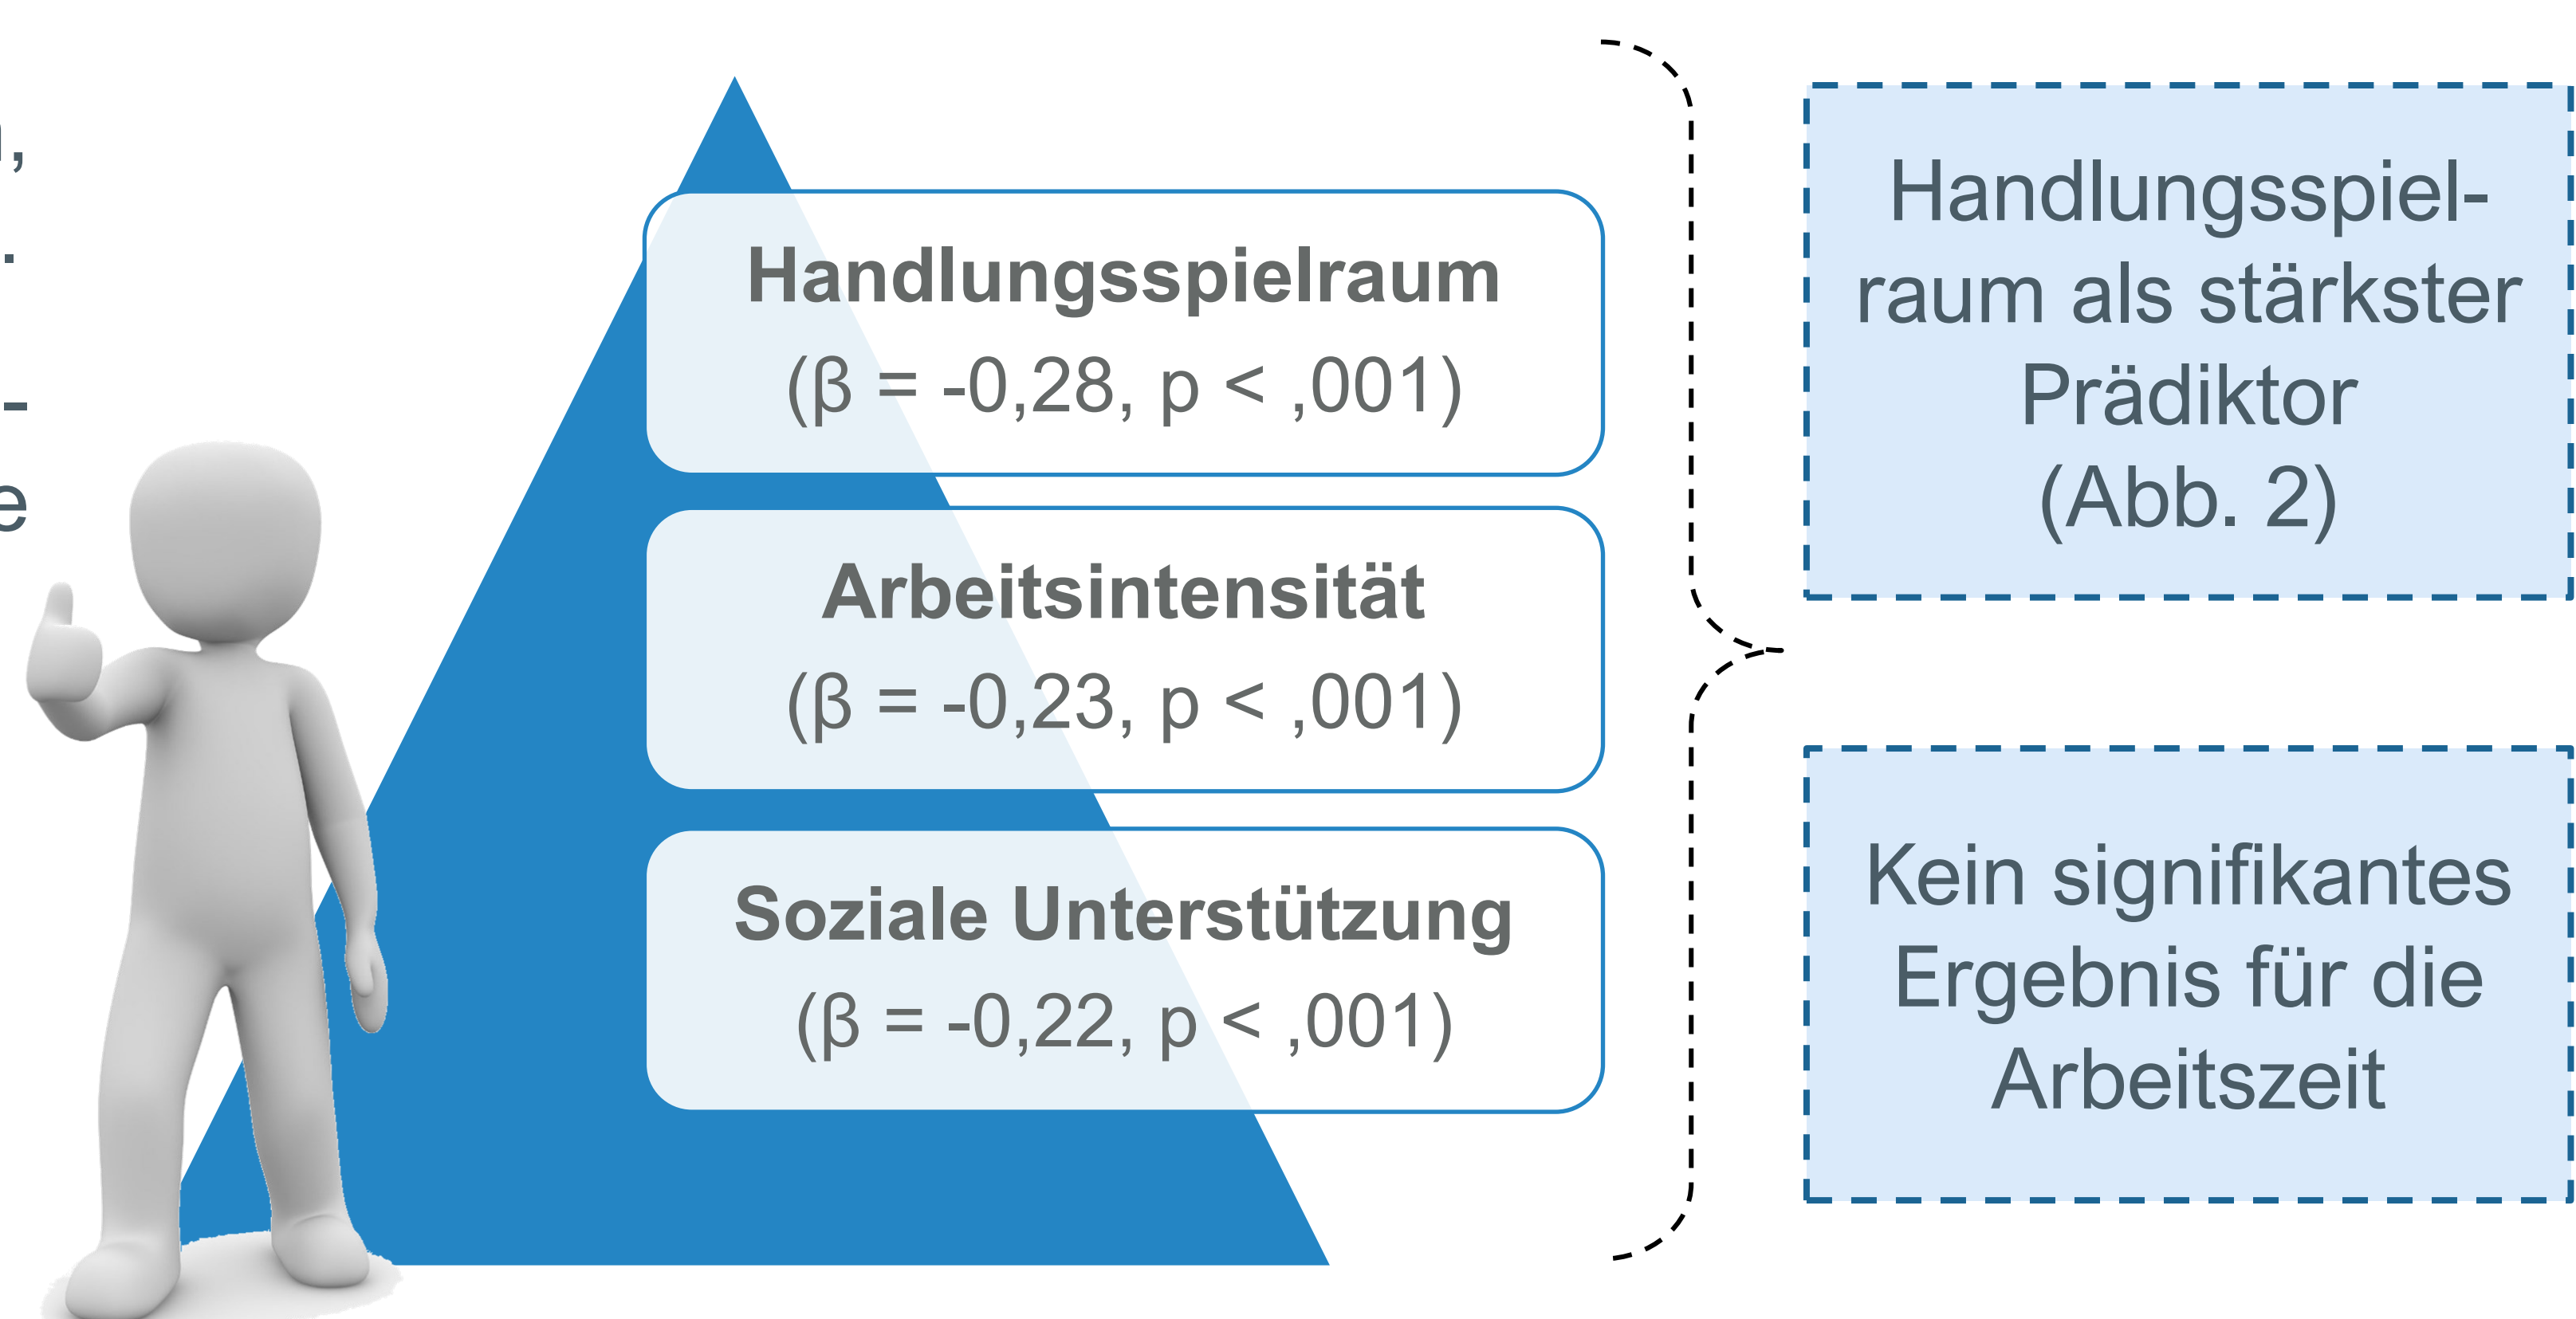 Handlungsspielraum
(β = -0,28, p < ,001)
Arbeitsintensität
(β = -0,23, p < ,001)
Soziale Unterstützung
(β = -0,22, p < ,001)
Handlungsspiel-
raum als stärkster
Prädiktor
(Abb. 2)
Kein signifikantes
Ergebnis für die
Arbeitszeit